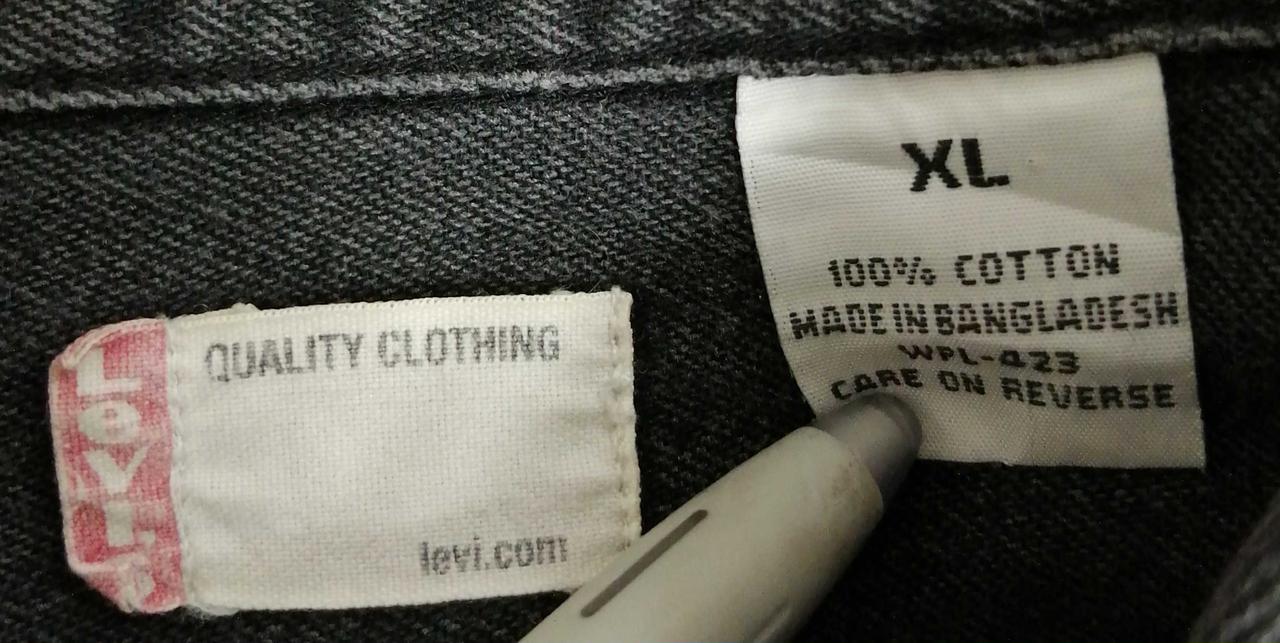 LEVI'S
QUALITY CLOTHING
levi.com
XL
100% COTTON
MADE IN BANGLADESH
WPL-423
CARE ON REVERSE